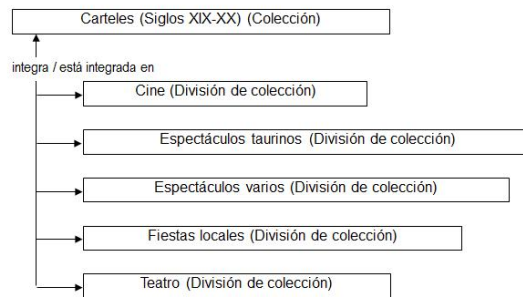 Carteles (Siglos XIX-XX) (Colección)
integra / está integrada en
Cine (División de colección)
Espectáculos taurinos (División de colección)
Espectáculos varios (División de colección)
Fiestas locales (División de colección)
Teatro (División de colección)